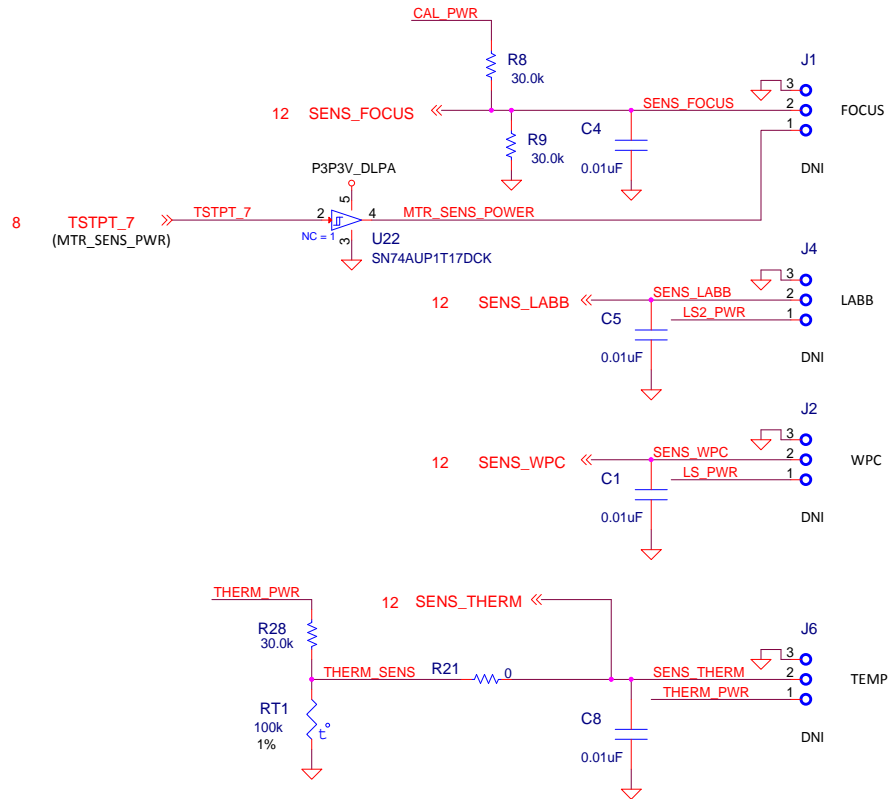 CAL_PWR
R8
30.0k
J1
3
12 SENS_FOCUS
SENS_FOCUS
2
FOCUS
R9
30.0k
C4
0.01uF
1
DNI
P3P3V_DLPA
5
8 TSTPT_7
(MTR_SENS_PWR)
TSTPT_7
2
4
MTR_SENS_POWER
NC = 1
3
U22
SN74AUP1T17DCK
J4
3
12 SENS_LABB
SENS_LABB
2
LABB
C5
LS2_PWR
1
0.01uF
DNI
J2
3
12 SENS_WPC
SENS_WPC
2
WPC
C1
LS_PWR
1
0.01uF
DNI
THERM_PWR
12 SENS_THERM
R28
30.0k
J6
3
THERM_SENS
R21
0
SENS_THERM
2
TEMP
THERM_PWR
1
RT1
100k
1%
t°
C8
0.01uF
DNI